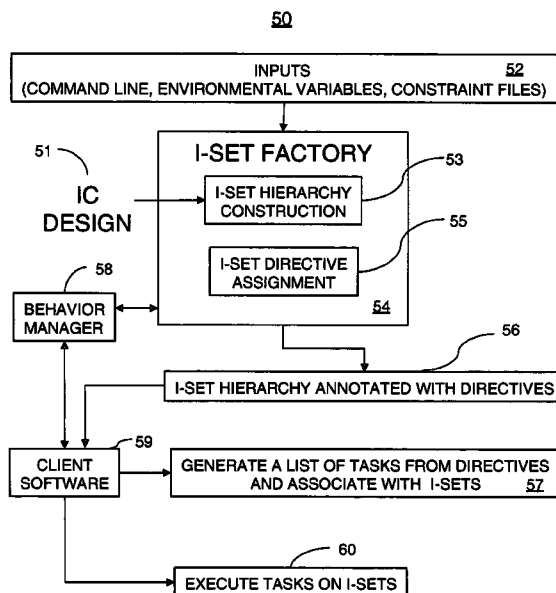 50
INPUTS 52
(COMMAND LINE, ENVIRONMENTAL VARIABLES, CONSTRAINT FILES)
51
IC
DESIGN
I-SET FACTORY
53
I-SET HIERARCHY
CONSTRUCTION
55
I-SET DIRECTIVE
ASSIGNMENT
54
58
BEHAVIOR
MANAGER
56
I-SET HIERARCHY ANNOTATED WITH DIRECTIVES
59
CLIENT
SOFTWARE
GENERATE A LIST OF TASKS FROM DIRECTIVES
AND ASSOCIATE WITH I-SETS 57
60
EXECUTE TASKS ON I-SETS